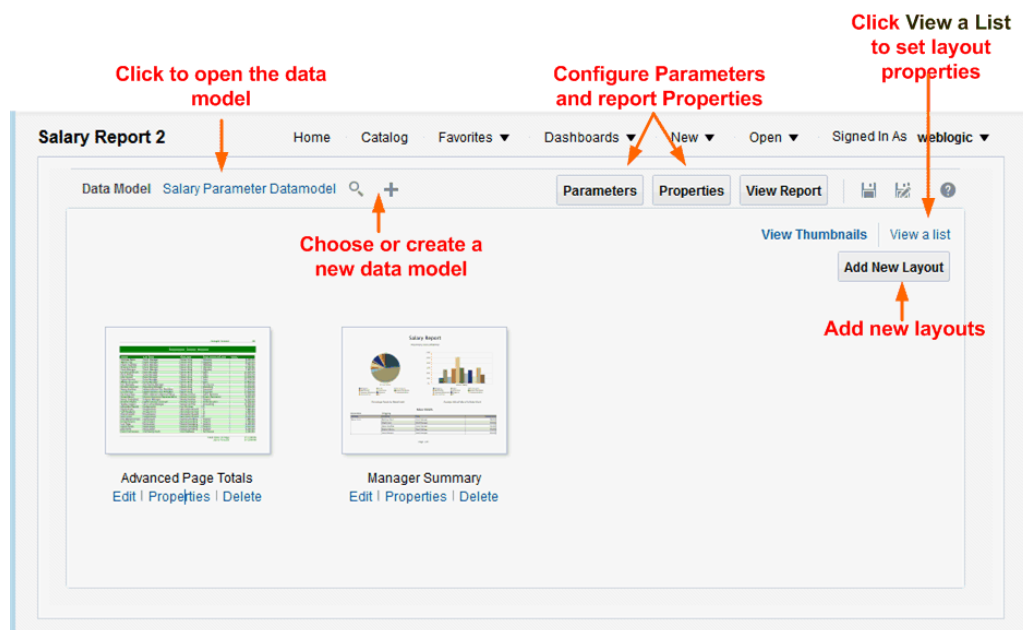 Click View a List
to set layout
properties
Click to open the data
model
Configure Parameters
and report Properties
Salary Report 2
Home
Catalog
Favorites
Dashboards
New
Open
Signed In As weblogic
Data Model Salary Parameter Datamodel
Parameters
Properties
View Report
View Thumbnails
View a list
Choose or create a
new data model
Add New Layout
Add new layouts
Salary Report
Advanced Page Totals
Edit | Properties | Delete
Manager Summary
Edit | Properties | Delete